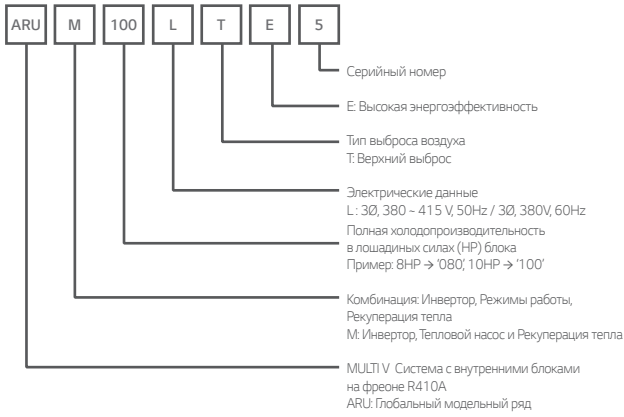 ARU M 100 L T E 5
Серийный номер
E: Высокая энергоэффективность
Тип выброса воздуха
T: Верхний выброс
Электрические данные
L : 3Ø, 380 ~ 415 V, 50Hz / 3Ø, 380V, 60Hz
Полная холодопроизводительность
в лошадиных силах (HP) блока
Пример: 8HP → ‘080’, 10HP → ‘100’
Комбинация: Инвертор, Режимы работы,
Рекуперация тепла
M: Инвертор, Тепловой насос и Рекуперация тепла
MULTI V Система с внутренними блоками
на фреоне R410A
ARU: Глобальный модельный ряд